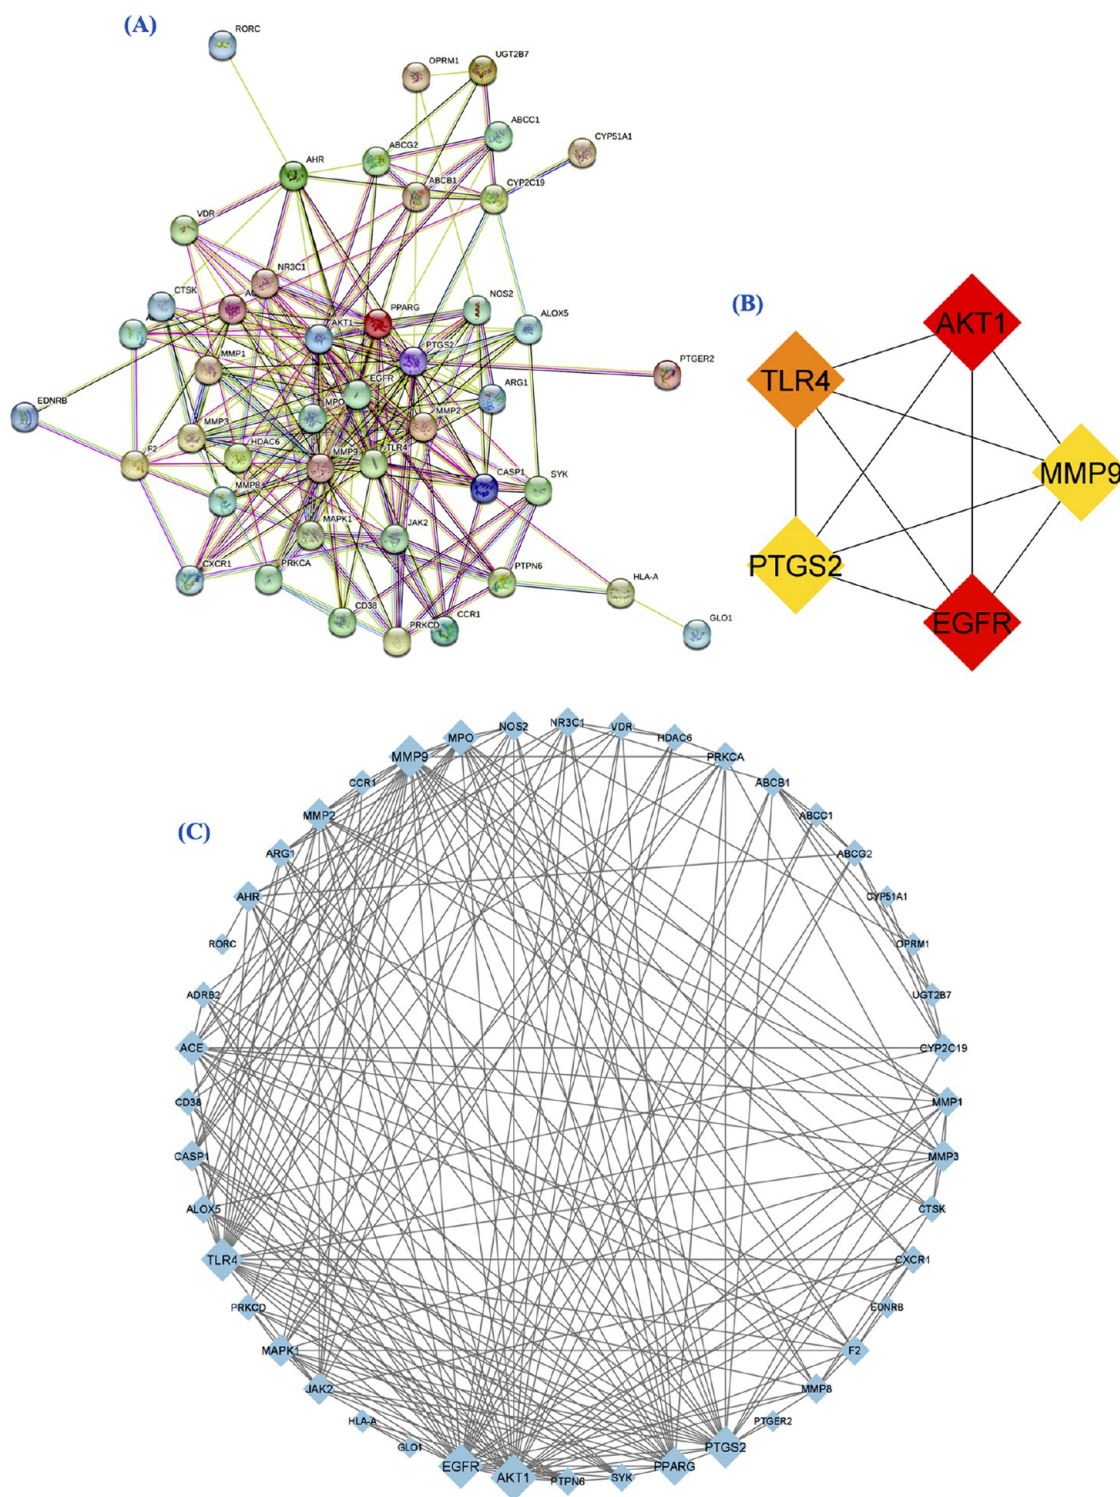 (A)
RORC
OPRM1
UGT2B7
ABCC1
CYP51A1
ABCG2
AHR
ABCB1
CYP2C19
VDR
NR3C1
CTSK
NOS2
PPARG
ALOX5
AKT1
PTGS2
MMP1
PTGER2
EGFR
ARG1
EDNRB
MPO
MMP2
MMP3
HDAC6
F2
MMP9
TLR4
CASP1
SYK
MMP8
MAPK1
JAK2
CXCR1
PRKCA
PTPN6
HLA-A
CD38
CCR1
PRKCD
GLO1
(B)
AKT1
TLR4
MMP9
PTGS2
EGFR
(C)
NR3C1
VDR
NOS2
HDAC6
MPO
MMP9
PRKCA
CCR1
ABCB1
MMP2
ABCC1
ARG1
ABCG2
AHR
CYP51A1
RORC
OPRM1
ADRB2
UGT2B7
ACE
CYP2C19
CD38
MMP1
CASP1
MMP3
ALOX5
CTSK
TLR4
CXCR1
PRKCD
EDNRB
MAPK1
F2
JAK2
MMP8
HLA-A
PTGER2
GLO1
PTGS2
EGFR
PPARG
AKT1
PTPN6
SYK